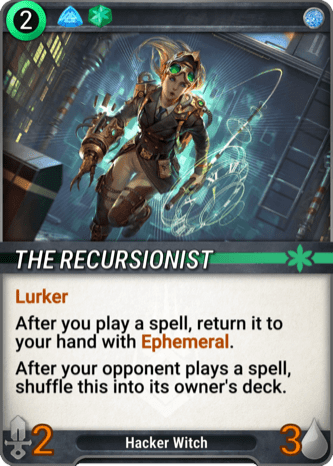 2
THE RECURSIONIST
Lurker
After you play a spell, return it to
your hand with Ephemeral.
After your opponent plays a spell,
shuffle this into its owner's deck.
2
Hacker Witch
3